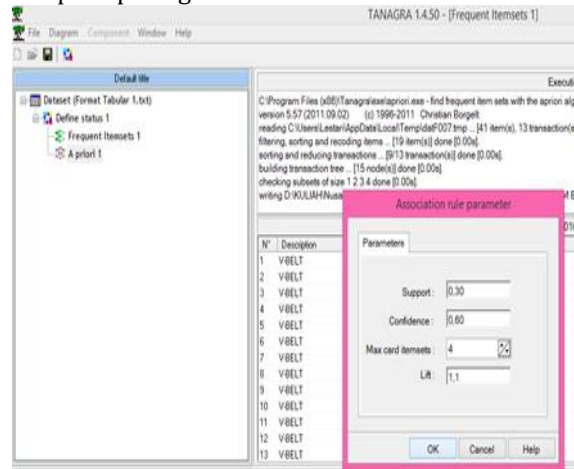 TANAGRA 1.4.50 - [Frequent Itemsets 1]
File Diagram Component Window Help
Default title
Dataset (Format Tabular 1.txt)
Define status 1
Frequent Itemsets 1
A priori 1
Executi
C:\Program Files (x86)\Tanagra\exe\apriori.exe - find frequent item sets with the apriori alg
version 5.57 (2011.09.02) (c) 1996-2011 Christian Borgelt
reading C:\Users\Lestari\AppData\Local\Temp\datF007.tmp ... [41 item(s), 13 transaction(s
filtering, sorting and recoding items ... [19 item(s)] done [0.00s].
sorting and reducing transactions ... [9/13 transaction(s)] done [0.00s].
building transaction tree ... [15 node(s)] done [0.00s].
checking subsets of size 1 2 3 4 done [0.00s].
writing D:\KULIAH\Nusa
N° Description
1 V-BELT
2 V-BELT
3 V-BELT
4 V-BELT
5 V-BELT
6 V-BELT
7 V-BELT
8 V-BELT
9 V-BELT
10 V-BELT
11 V-BELT
12 V-BELT
13 V-BELT
Association rule parameter
Parameters
Support : 0,30
Confidence : 0,60
Max card itemsets : 4
Lift : 1,1
OK Cancel Help